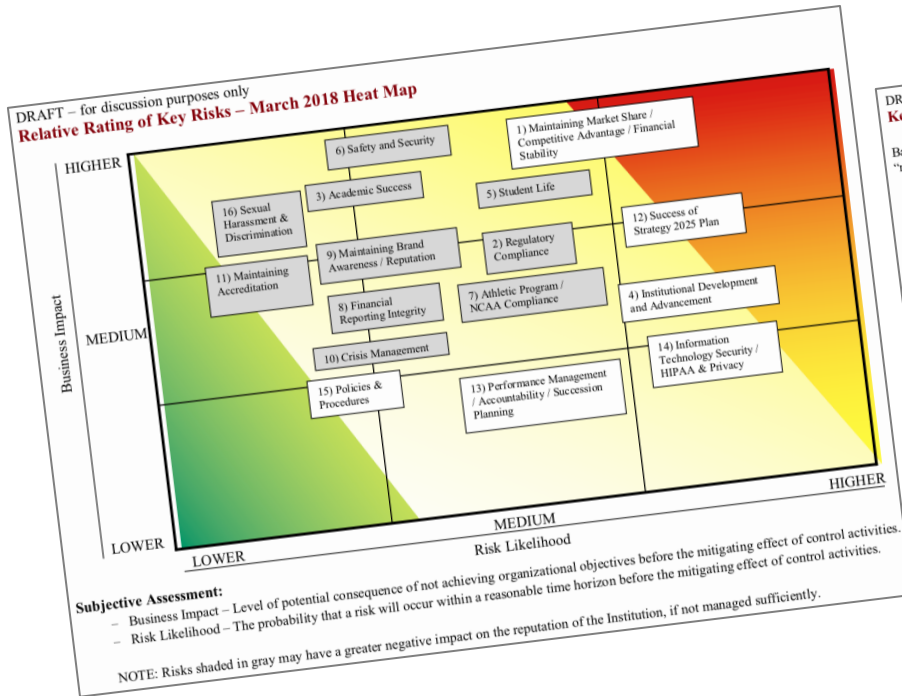 DRAFT – for discussion purposes only
Relative Rating of Key Risks – March 2018 Heat Map
HIGHER
6) Safety and Security
1) Maintaining Market Share /
Competitive Advantage / Financial
Stability
3) Academic Success
5) Student Life
16) Sexual
Harassment &
Discrimination
12) Success of
Strategy 2025 Plan
9) Maintaining Brand
Awareness / Reputation
2) Regulatory
Compliance
11) Maintaining
Accreditation
Business Impact
MEDIUM
8) Financial
Reporting Integrity
7) Athletic Program /
NCAA Compliance
4) Institutional Development
and Advancement
10) Crisis Management
14) Information
Technology Security /
HIPAA & Privacy
15) Policies &
Procedures
13) Performance Management
/ Accountability / Succession
Planning
LOWER
LOWER
MEDIUM
HIGHER
Risk Likelihood
Subjective Assessment:
– Business Impact – Level of potential consequence of not achieving organizational objectives before the mitigating effect of control activities.
– Risk Likelihood – The probability that a risk will occur within a reasonable time horizon before the mitigating effect of control activities.
NOTE: Risks shaded in gray may have a greater negative impact on the reputation of the Institution, if not managed sufficiently.